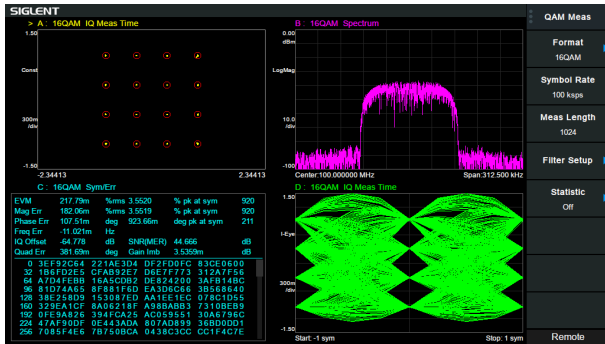 SIGLENT
> A : 16QAM IQ Meas Time
1.50
Const
300m
/div
-1.50
-2.34413 2.34413
B : 16QAM Spectrum
0.00
dBm
LogMag
10.0
/div
-100
Center:100.000000 MHz Span:312.500 kHz
C : 16QAM Sym/Err
EVM 217.79m %rms 3.5520 % pk at sym 920
Mag Err 182.06m %rms 3.5519 % pk at sym 920
Phase Err 107.51m deg 923.66m deg pk at sym 211
Freq Err -11.021m Hz
IQ Offset -64.778 dB SNR(MER) 44.666 dB
Quad Err 381.69m deg Gain Imb 3.5359m dB
0 3EF92C64 221AE3D4 DF2FD0FC 83CE0600
32 1B6FD2E5 CFAB92E7 D6E7F773 312A7F56
64 A7D4FEBB 16A5CDB2 DE824200 3AFB14BC
96 81D74A65 8F881F6D EA3D6C66 3B568640
128 38E258D9 153087ED AA1EE1EC 078C1D55
160 329EA1CF 8A06218F A98BABB3 7310BEB9
192 0FE9A826 394FCA25 AC059551 30A6796C
224 47AF90DF 0E443ADA 807AD899 36BD0DD1
256 7085F4E6 7B750BCA 0438C3CC CC1F4C7E
D : 16QAM IQ Meas Time
1.50
I-Eye
300m
/div
-1.50
Start: -1 sym Stop: 1 sym
QAM Meas
Format
16QAM
Symbol Rate
100 ksps
Meas Length
1024
Filter Setup
Statistic
Off
Remote